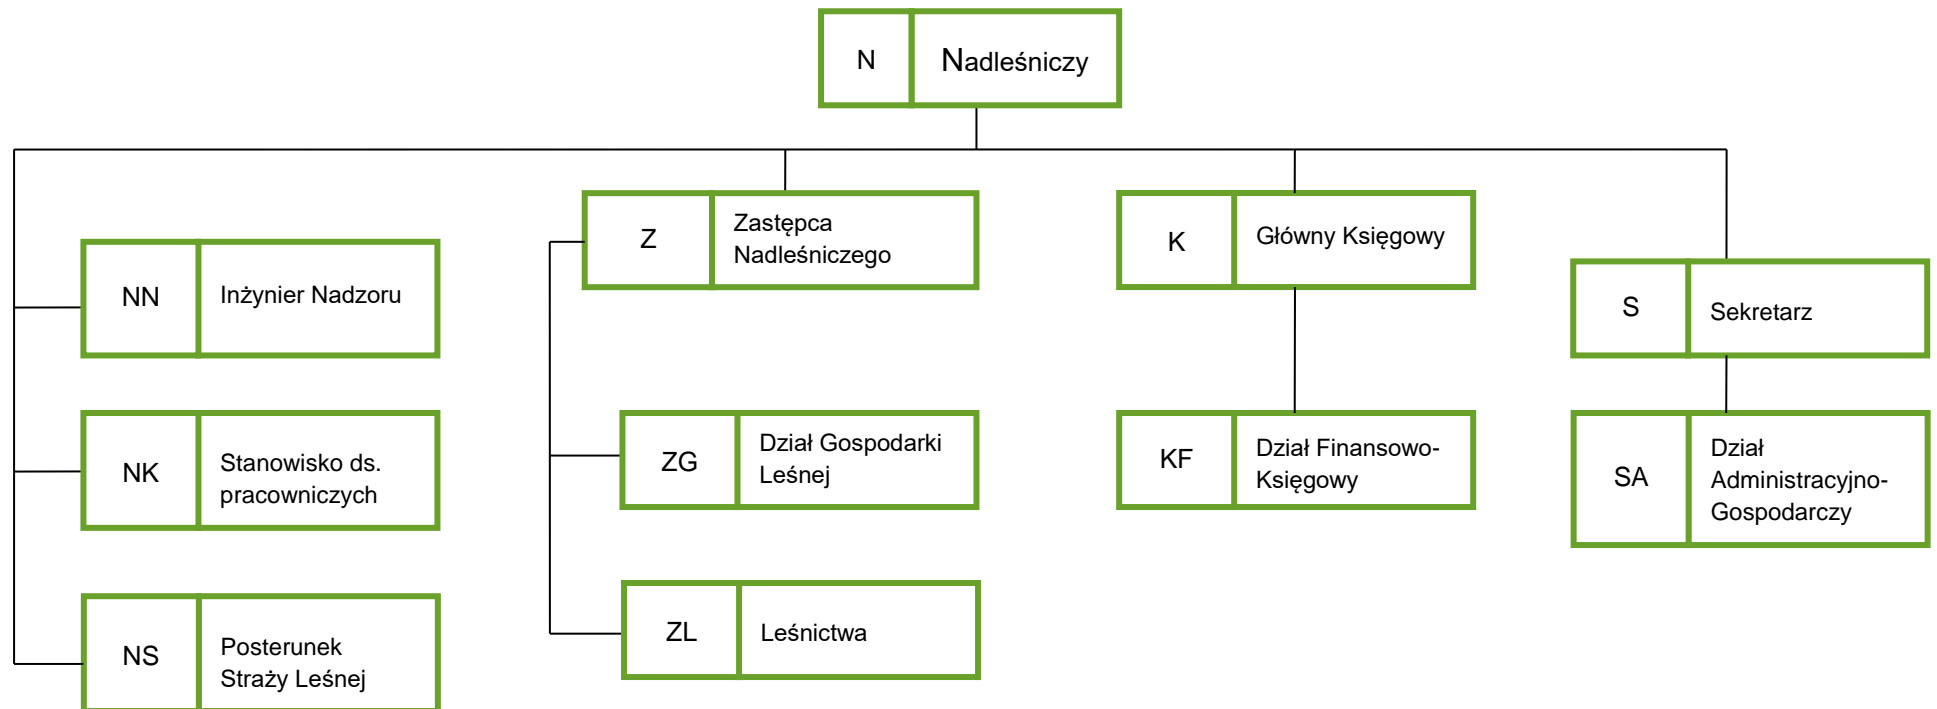 N
Nadleśniczy
Z
Zastępca
Nadleśniczego
K
Główny Księgowy
NN
Inżynier Nadzoru
S
Sekretarz
NK
Stanowisko ds.
pracowniczych
ZG
Dział Gospodarki
Leśnej
KF
Dział Finansowo-
Księgowy
SA
Dział
Administracyjno-
Gospodarczy
NS
Posterunek
Straży Leśnej
ZL
Leśnictwa